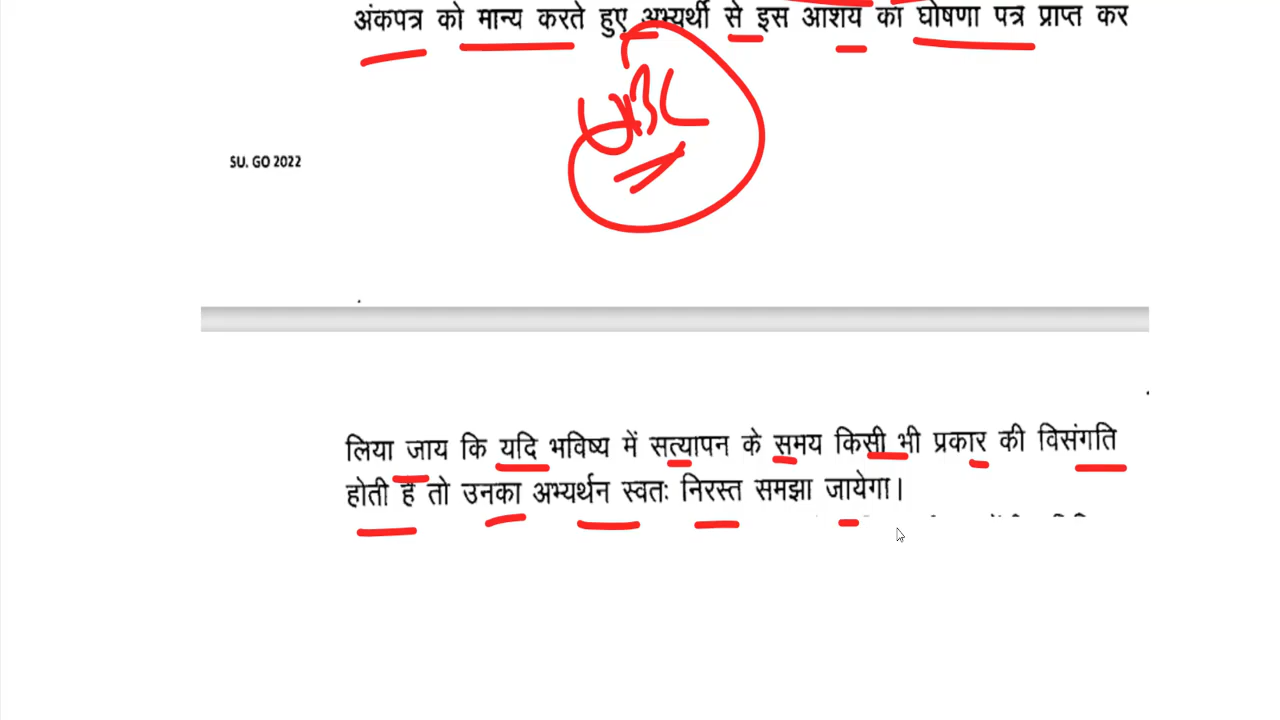 अंकपत्र को मान्य करते हुए अभ्यर्थी से इस आशय का घोषणा पत्र प्राप्त कर
SU. GO 2022
लिया जाय कि यदि भविष्य में सत्यापन के समय किसी भी प्रकार की विसंगति
होती है तो उनका अभ्यर्थन स्वतः निरस्त समझा जायेगा।